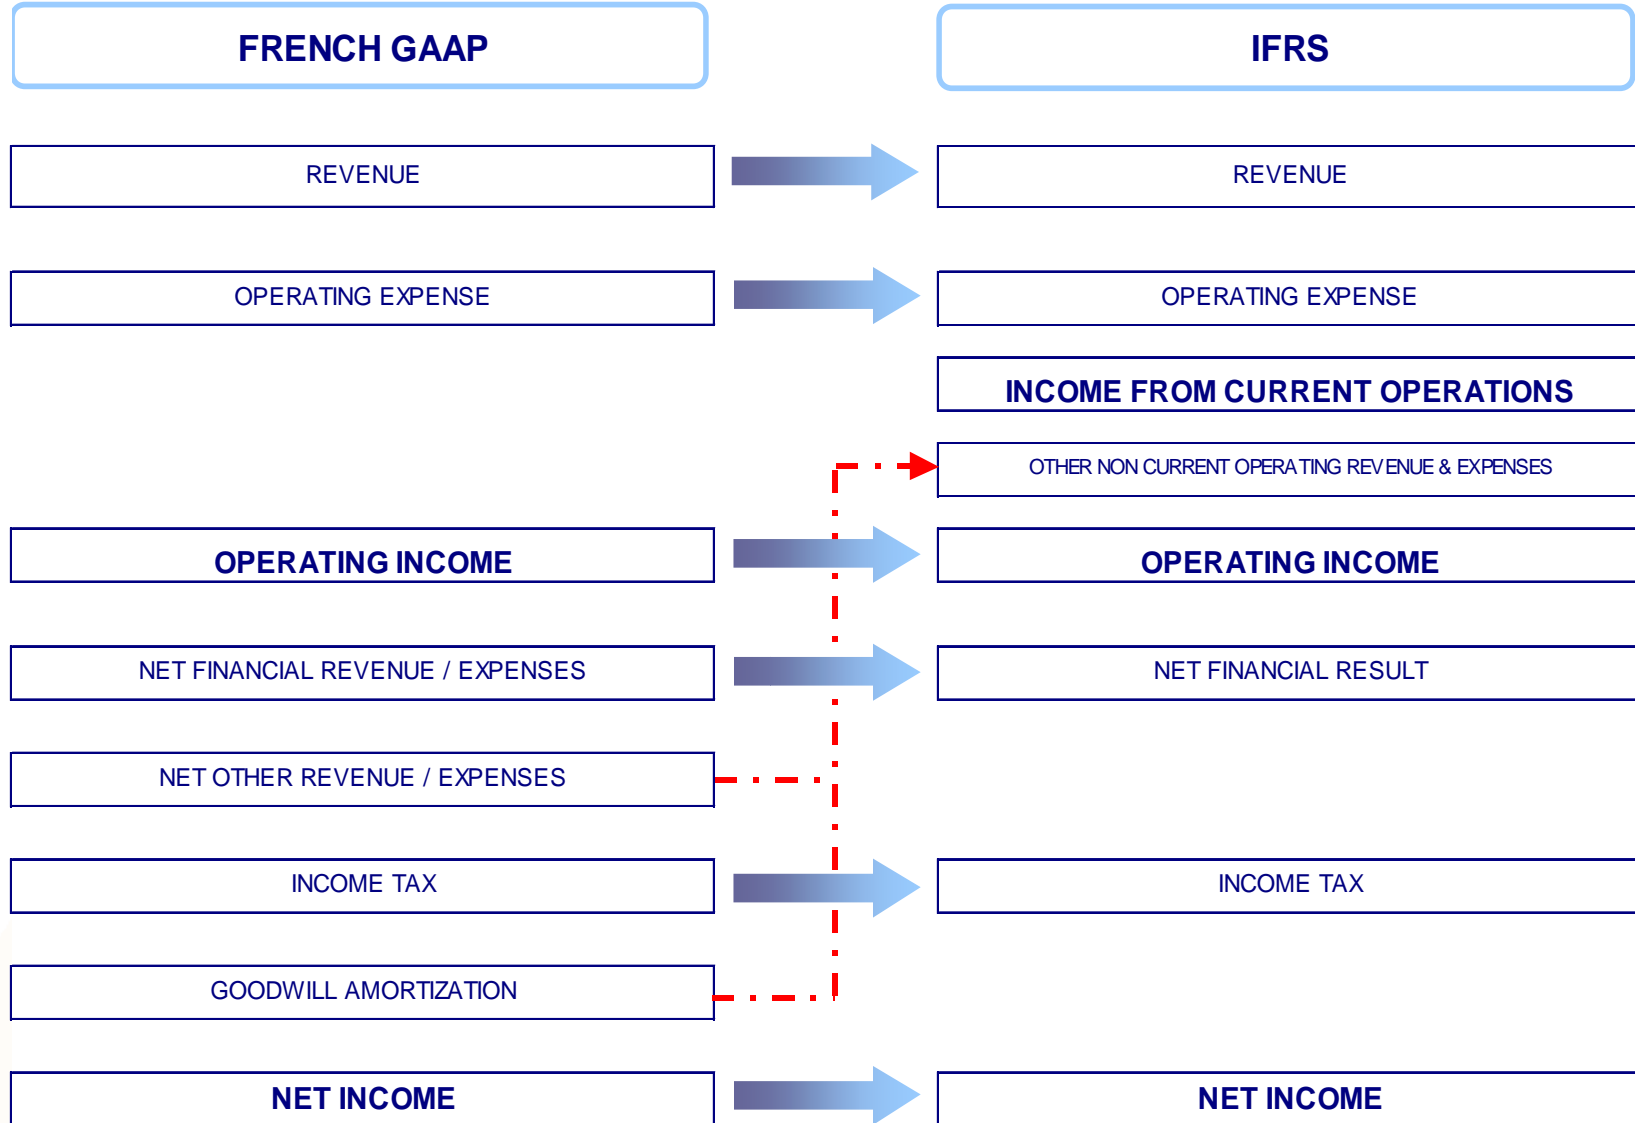 FRENCH GAAP IFRS
REVENUE REVENUE
OPERATING EXPENSE OPERATING EXPENSE
INCOME FROM CURRENT OPERATIONS
OTHER NON CURRENT OPERATING REVENUE & EXPENSES
OPERATING INCOME OPERATING INCOME
NET FINANCIAL REVENUE / EXPENSES NET FINANCIAL RESULT
NET OTHER REVENUE / EXPENSES
INCOME TAX INCOME TAX
GOODWILL AMORTIZATION
NET INCOME NET INCOME